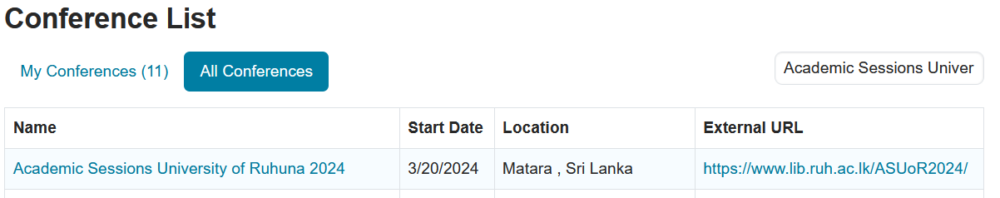 Conference List
My Conferences (11) All Conferences Academic Sessions Univer
Name Start Date Location External URL
Academic Sessions University of Ruhuna 2024 3/20/2024 Matara , Sri Lanka https://www.lib.ruh.ac.lk/ASUoR2024/